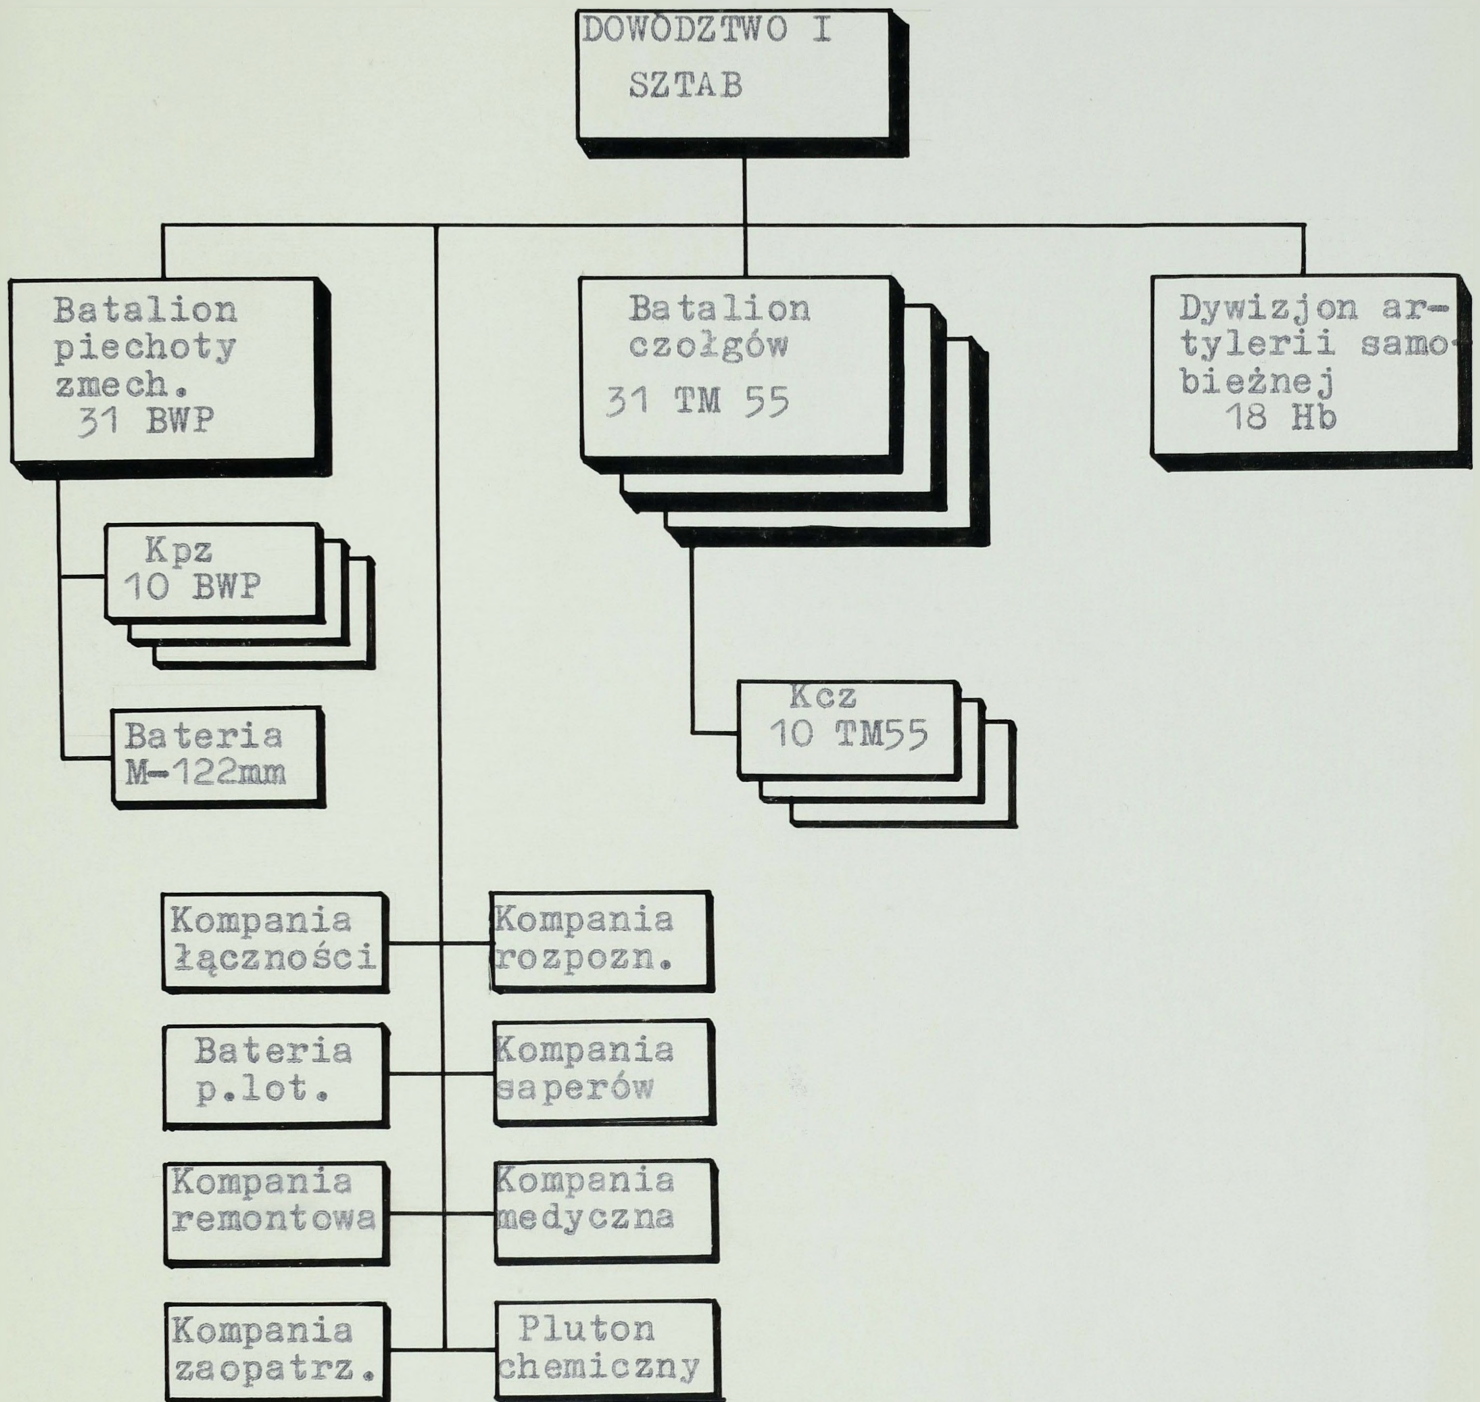 DOWÓDZTWO I
SZTAB
Batalion
piechoty
zmech.
31 BWP
Batalion
czołgów
31 TM 55
Dywizjon ar-
tylerii samo-
bieżnej
18 Hb
Kpz
10 BWP
Bateria
M-122mm
Kcz
10 TM55
Kompania
łączności
Kompania
rozpozn.
Bateria
p.lot.
Kompania
saperów
Kompania
remontowa
Kompania
medyczna
Kompania
zaopatrz.
Pluton
chemiczny